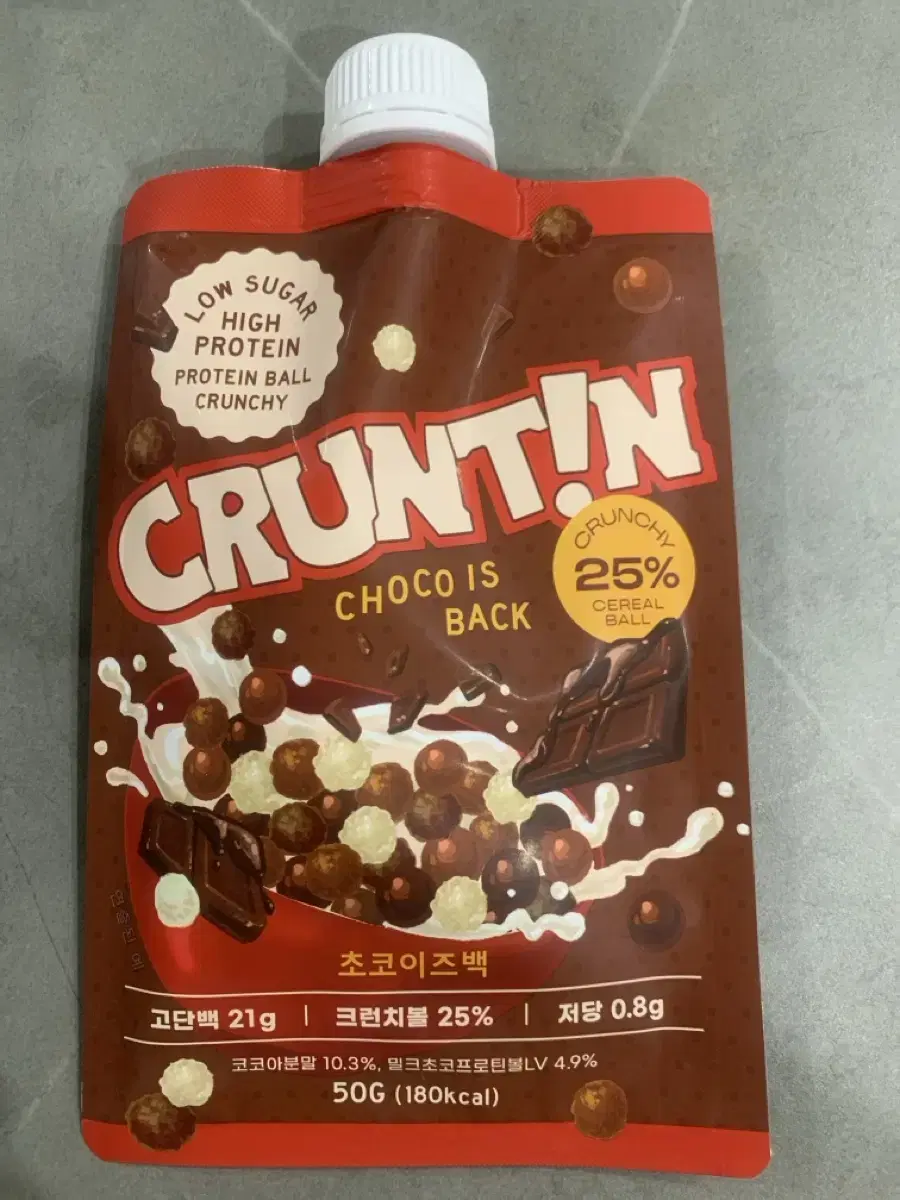 LOW SUGAR
HIGH
PROTEIN
PROTEIN BALL
CRUNCHY
CRUNT!N
CHOCO IS
BACK
CRUNCHY
25%
CEREAL
BALL
초코이즈백
고단백 21g | 크런치볼 25% | 저당 0.8g
코코아분말 10.3%, 밀크초코프로틴볼LV 4.9%
50G (180kcal)